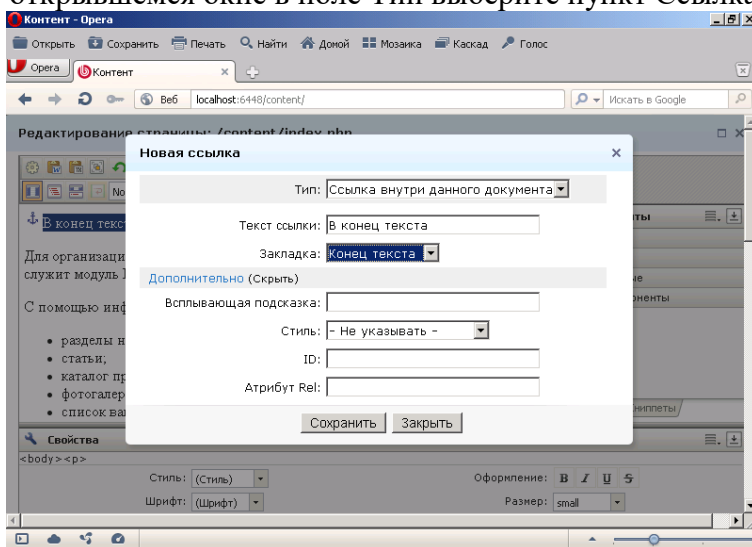 открывшемся окне в поле Тип выберите пункт Ссылка
Контент - Opera
Открыть Сохранить Печать Найти Домой Мозаика Каскад Голос
Opera Контент
Веб localhost:6448/content/ Искать в Google
Редактирование страницы: /content/index.php
Новая ссылка
Тип: Ссылка внутри данного документа
No
В конец текс
Текст ссылки: В конец текста
Закладка: Конец текста
Для организаци
служит модуль
Дополнительно (Скрыть)
С помощью инф
Всплывающая подсказка:
Стиль: - Не указывать -
разделы н
статьи;
ID:
каталог пр
фотогалер
Атрибут Rel:
список ва
Сохранить Закрыть
ниппеты
Свойства
<body><p>
Стиль: (Стиль) Оформление: B I U S
Шрифт: (Шрифт) Размер: small